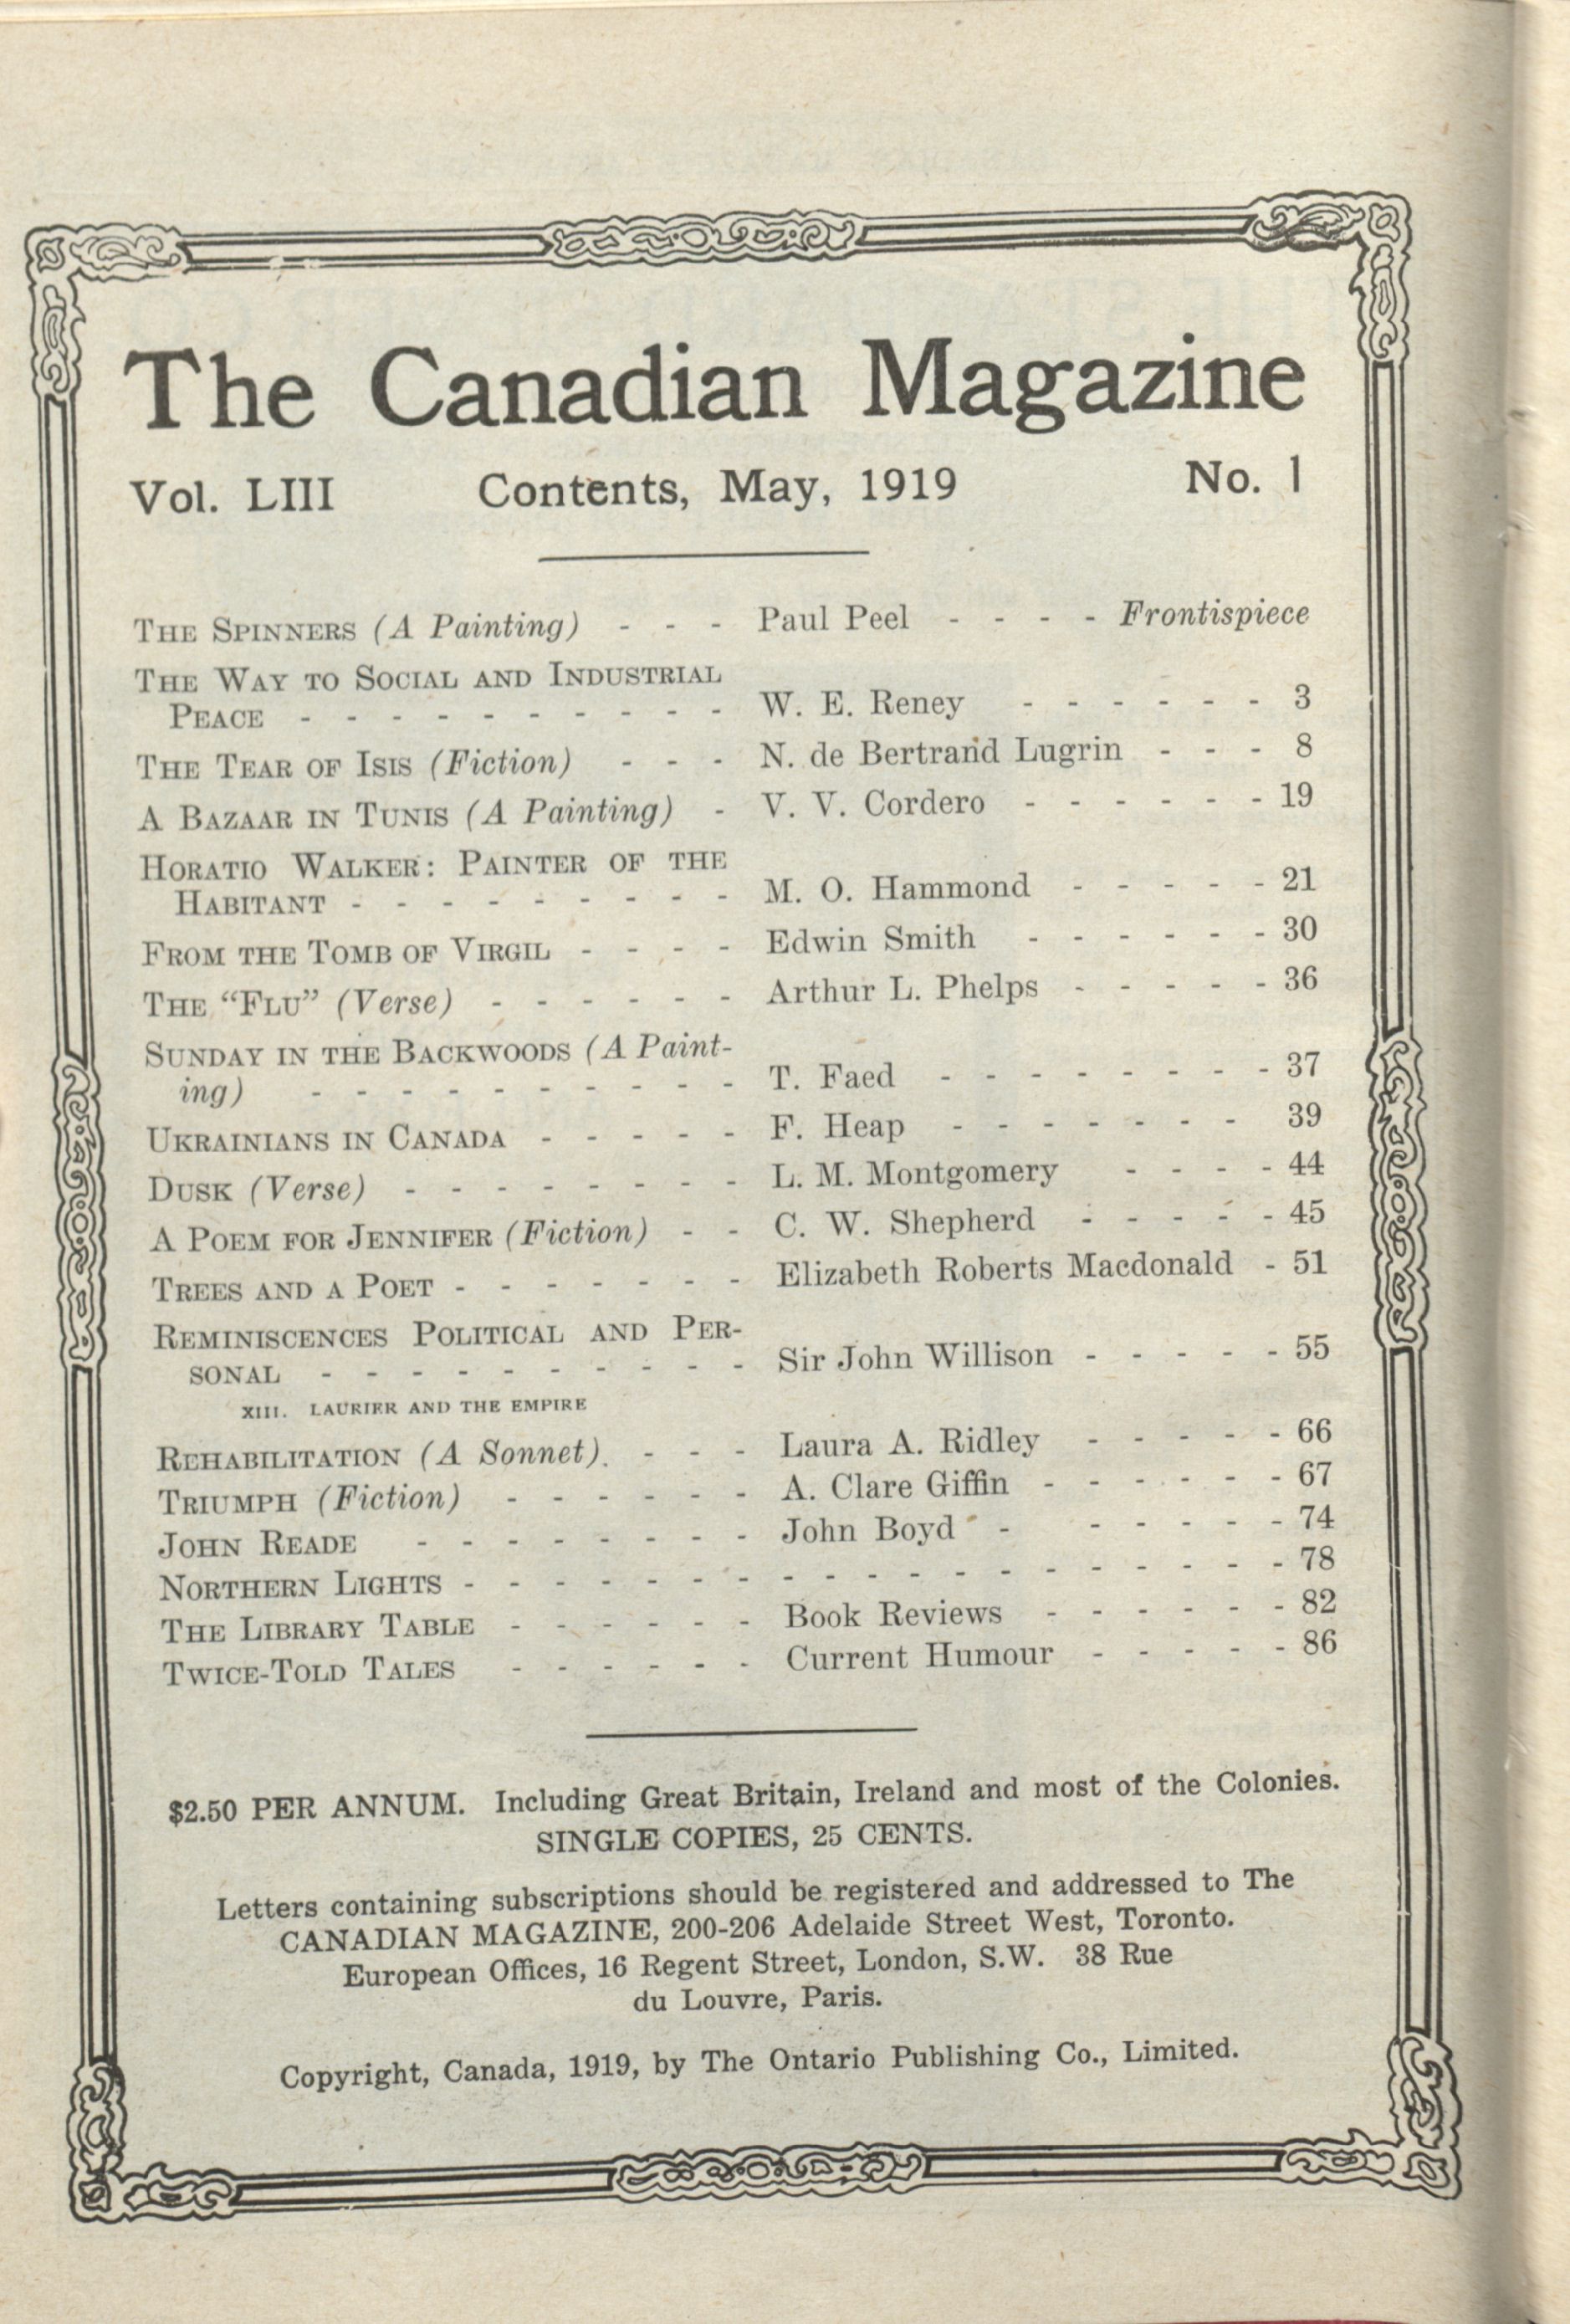 The Canadian Magazine
Vol. LIII Contents, May, 1919 No. 1
THE SPINNERS (A Painting) - - - Paul Peel - - - - Frontispiece
THE WAY TO SOCIAL AND INDUSTRIAL
PEACE - - - - - - - - - - W. E. Reney - - - - - - 3
THE TEAR OF ISIS (Fiction) - - - N. de Bertrand Lugrin - - - 8
A BAZAAR IN TUNIS (A Painting) - V. V. Cordero - - - - - - 19
HORATIO WALKER: PAINTER OF THE
HABITANT - - - - - - - - - M. O. Hammond - - - - - 21
FROM THE TOMB OF VIRGIL - - - - Edwin Smith - - - - - - 30
THE "FLU" (Verse) - - - - - - Arthur L. Phelps - - - - - 36
SUNDAY IN THE BACKWOODS (A Paint-
ing) - - - - - - - - - - T. Faed - - - - - - - - 37
UKRAINIANS IN CANADA - - - - - F. Heap - - - - - - - 39
DUSK (Verse) - - - - - - - - L. M. Montgomery - - - - 44
A POEM FOR JENNIFER (Fiction) - - C. W. Shepherd - - - - - 45
TREES AND A POET - - - - - - - Elizabeth Roberts Macdonald - 51
REMINISCENCES POLITICAL AND PER-
SONAL - - - - - - - - - - Sir John Willison - - - - - 55
XIII. LAURIER AND THE EMPIRE
REHABILITATION (A Sonnet) - - - Laura A. Ridley - - - - - 66
TRIUMPH (Fiction) - - - - - - A. Clare Giffin - - - - - - 67
JOHN READE - - - - - - - - John Boyd - - - - - - 74
NORTHERN LIGHTS - - - - - - - - - - - - - - - - - - 78
THE LIBRARY TABLE - - - - - - Book Reviews - - - - - - 82
TWICE-TOLD TALES - - - - - - Current Humour - - - - - 86
$2.50 PER ANNUM. Including Great Britain, Ireland and most of the Colonies.
SINGLE COPIES, 25 CENTS.
Letters containing subscriptions should be registered and addressed to The
CANADIAN MAGAZINE, 200-206 Adelaide Street West, Toronto.
European Offices, 16 Regent Street, London, S.W. 38 Rue
du Louvre, Paris.
Copyright, Canada, 1919, by The Ontario Publishing Co., Limited.